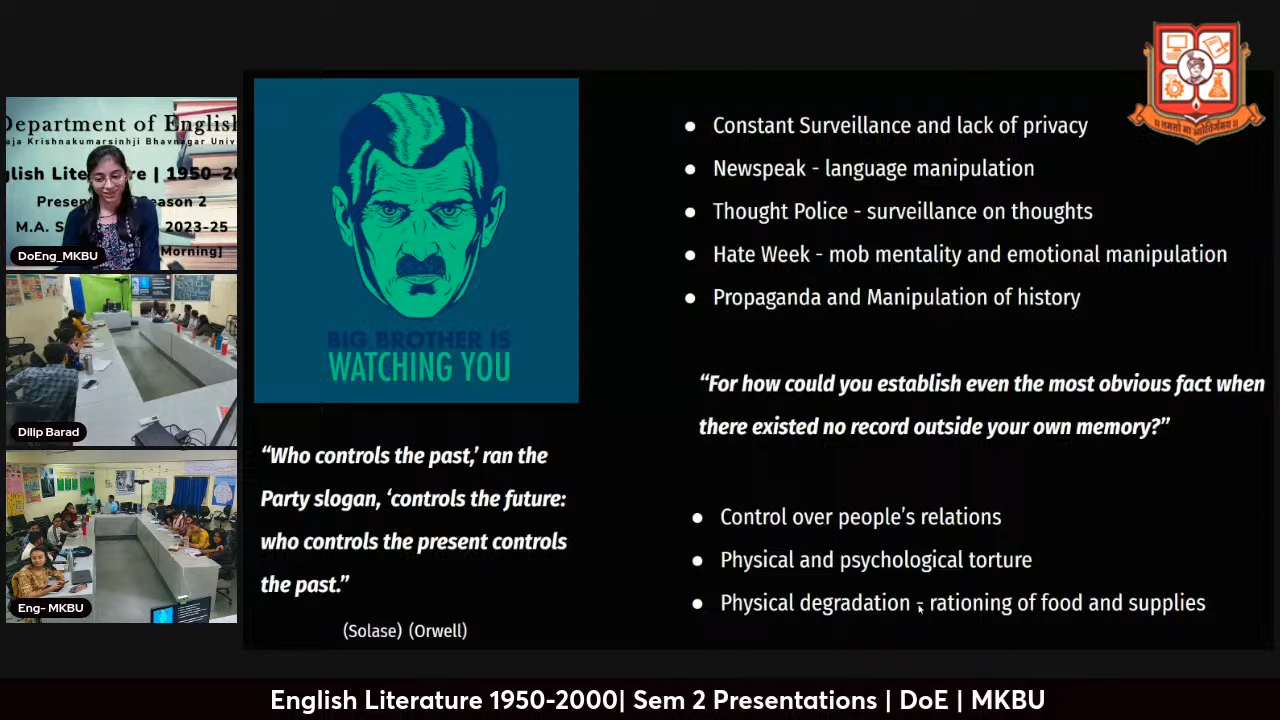 Department of English
aja Krishnakumarsinhji Bhavnagar Univ
glish Lite re | 1950-20
Presen eason 2
M.A. S 2023-25
[Morning]
DoEng_MKBU
Dilip Barad
Eng- MKBU
BIG BROTHER IS
WATCHING YOU
“Who controls the past,’ ran the
Party slogan, ‘controls the future:
who controls the present controls
the past.”
(Solase) (Orwell)
● Constant Surveillance and lack of privacy
● Newspeak - language manipulation
● Thought Police - surveillance on thoughts
● Hate Week - mob mentality and emotional manipulation
● Propaganda and Manipulation of history
“For how could you establish even the most obvious fact when
there existed no record outside your own memory?”
● Control over people’s relations
● Physical and psychological torture
● Physical degradation - rationing of food and supplies
English Literature 1950-2000| Sem 2 Presentations | DoE | MKBU